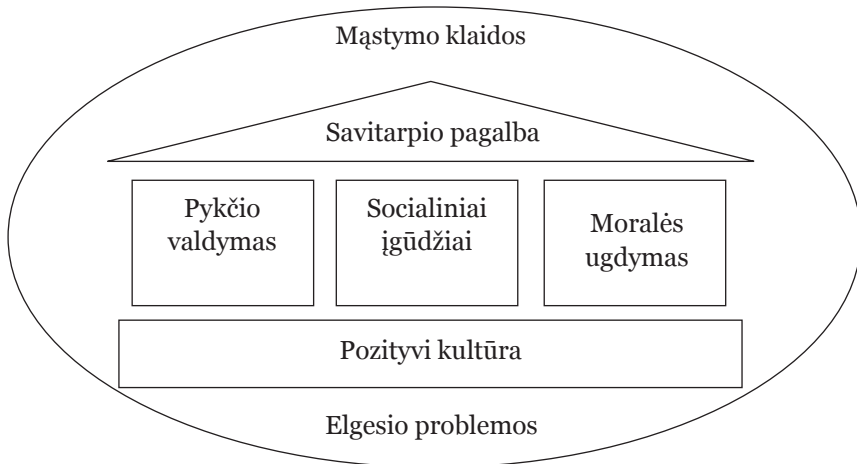 Mąstymo klaidos
Savitarpio pagalba
Pykčio
valdymas
Socialiniai
įgūdžiai
Moralės
ugdymas
Pozityvi kultūra
Elgesio problemos